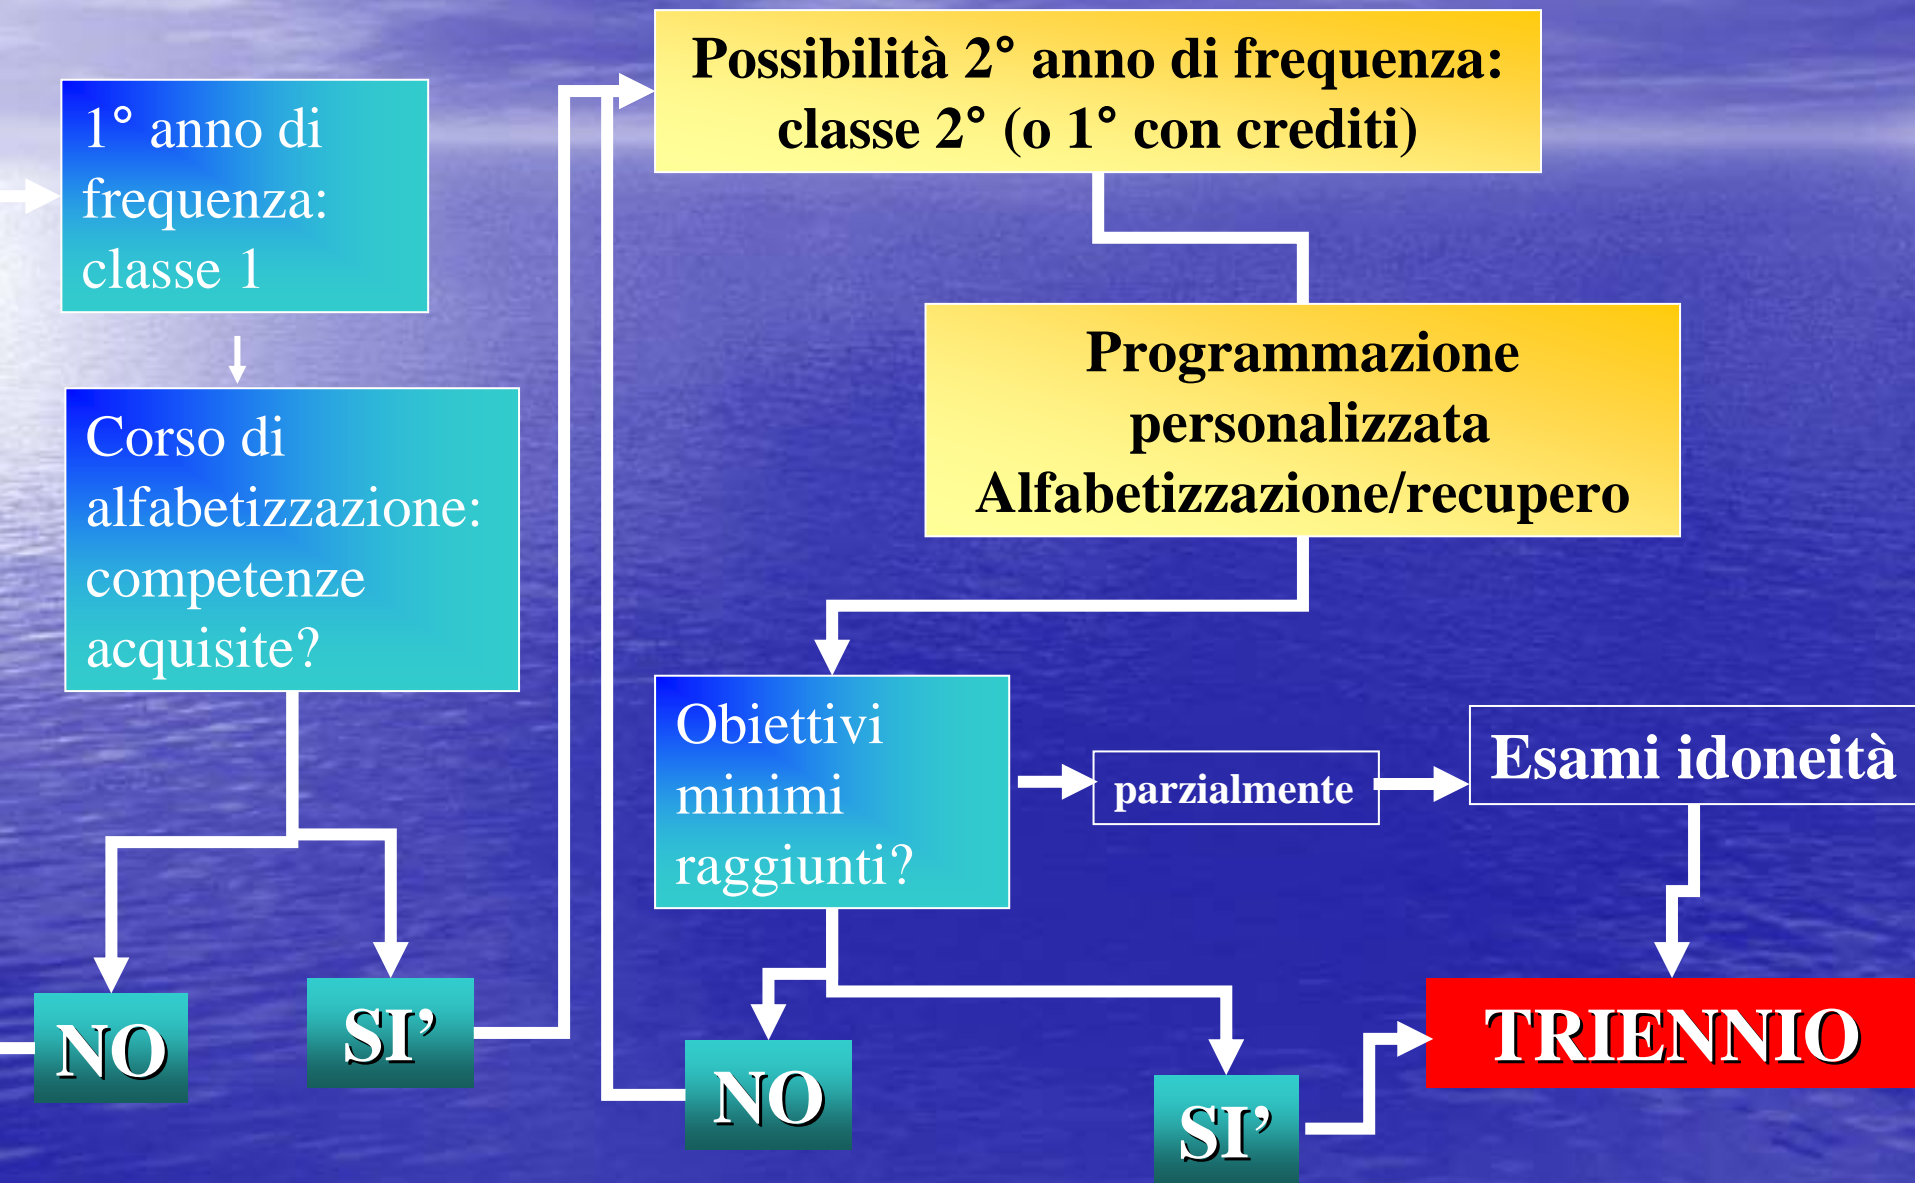 1° anno di
frequenza:
classe 1
Corso di
alfabetizzazione:
competenze
acquisite?
NO
SI’
Possibilità 2° anno di frequenza:
classe 2° (o 1° con crediti)
Programmazione
personalizzata
Alfabetizzazione/recupero
Obiettivi
minimi
raggiunti?
parzialmente
Esami idoneità
NO
SI’
TRIENNIO